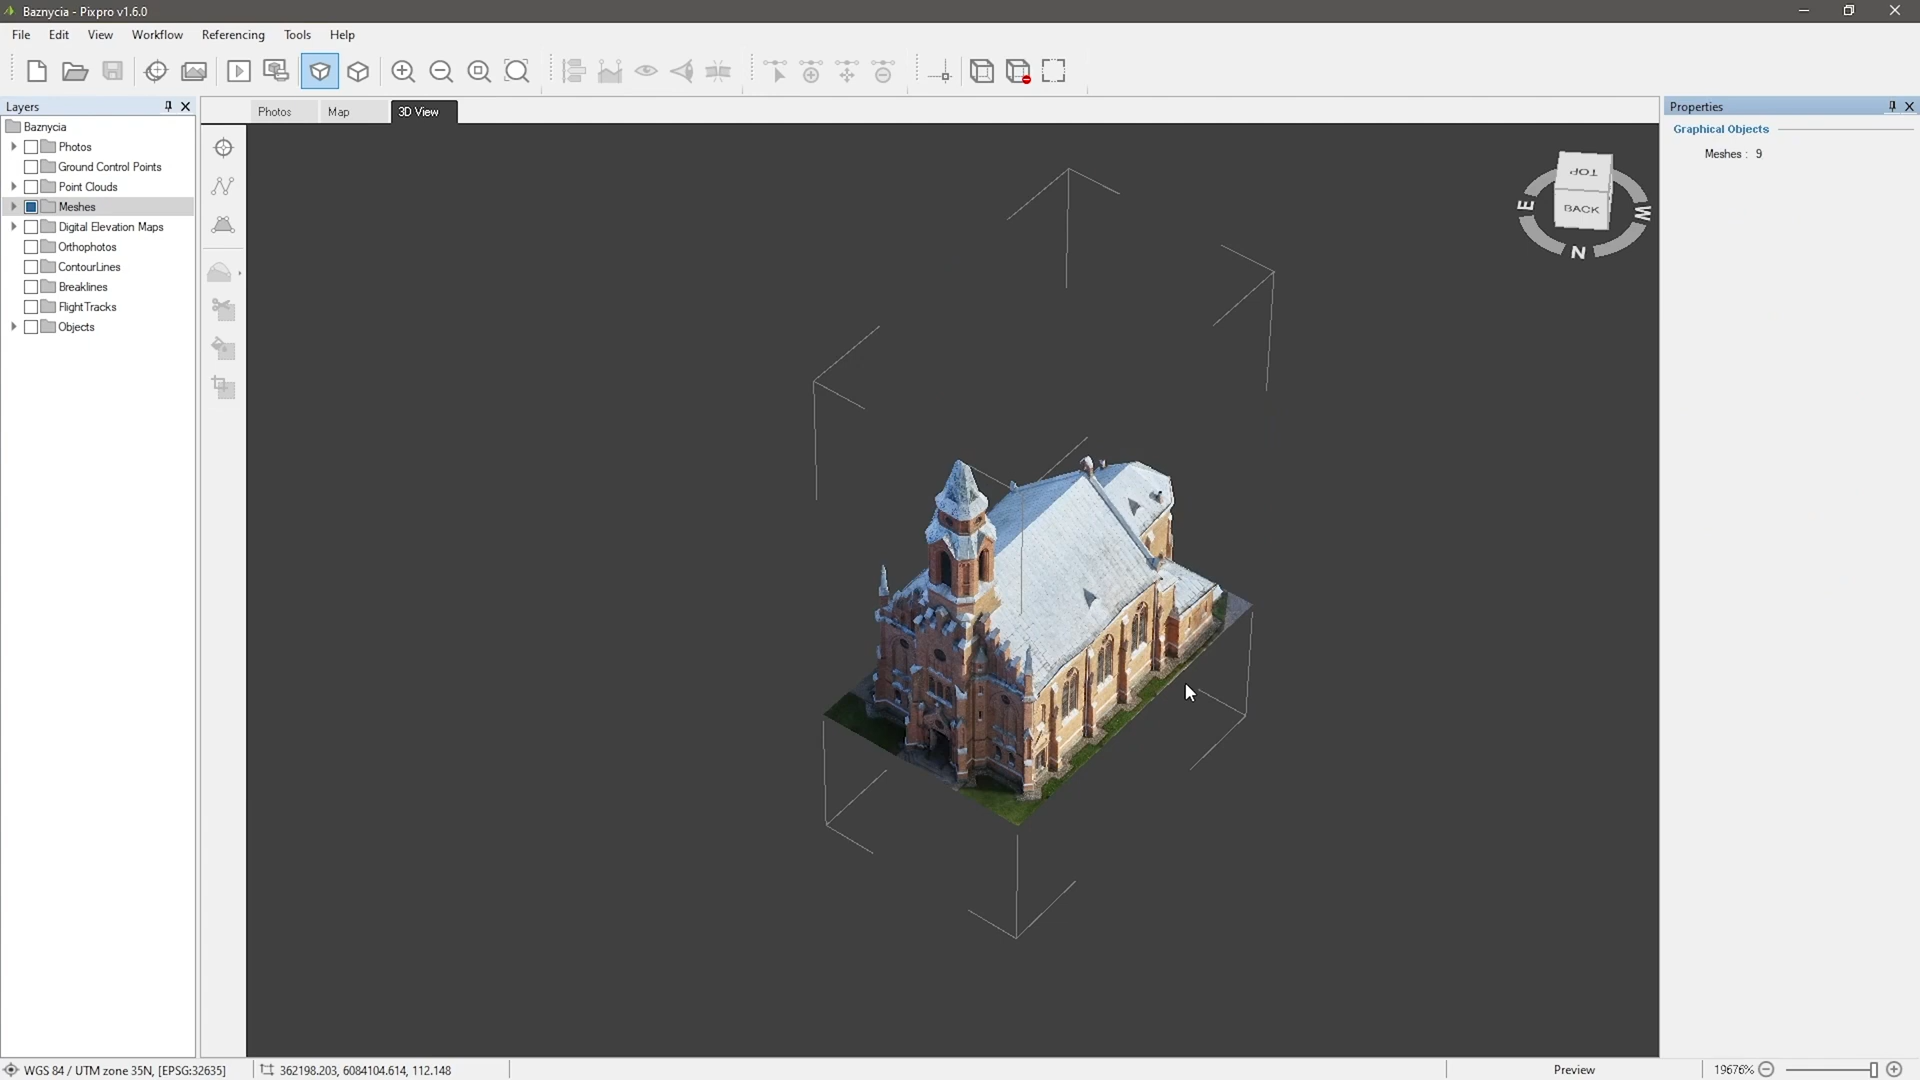 Baznycia - Pixpro v1.6.0
File Edit View Workflow Referencing Tools Help
Layers
Photos Map 3D View
Properties
Baznycia
Photos
Ground Control Points
Point Clouds
Meshes
Digital Elevation Maps
Orthophotos
ContourLines
Breaklines
FlightTracks
Objects
Graphical Objects
Meshes : 9
TOP
BACK
E
W
N
WGS 84 / UTM zone 35N, [EPSG:32635] 362198.203, 6084104.614, 112.148 Preview 19676%